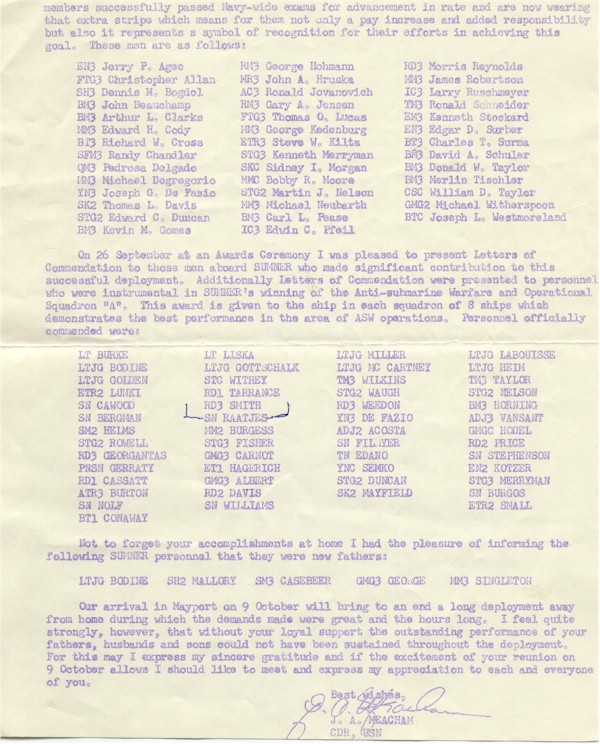 members successfully passed Navy-wide exams for advancement in rate and are now wearing
that extra stripe which means for them not only a pay increase and added responsibility
but also it represents a symbol of recognition for their efforts in achieving this
goal. These men are as follows:
EN3 Jerry P. Agee RM3 George Hohmann RD3 Morris Raynolds
FTG3 Christopher Allan MR3 John A. Hruska MM3 James Robertson
SH3 Dennis M. Bogdol AC3 Ronald Jovanovich IC3 Larry Ruschmeyer
BM3 John Beauchamp RM3 Gary A. Jensen TM3 Ronald Schneider
BM3 Arthur L. Clarks FTG3 Thomas O. Lucas EM3 Kenneth Stockard
MM3 Edward H. Cody MM3 George Kedenburg EN3 Edgar D. Surber
BT3 Richard W. Cross ETR3 Steve W. Kiltz BT3 Charles T. Surma
SFM3 Randy Chandler STG3 Kenneth Merryman David A. Schuler
QM3 Pedrosa Delgado SKC Sidney I. Morgan BM3 Donald W. Taylor
MM3 Michael Degregorio MMC Bobby R. Moore BM3 Merlin Tischler
YN3 Joseph G. De Fazio STG2 Martin J. Nelson CSC William D. Taylor
SK2 Thomas L. Davis MM3 Michael Neuberth GMG2 Michael Witherspoon
STG2 Edward C. Duncan BM3 Carl L. Pease BTC Joseph L. Westmoreland
BM3 Kevin M. Gomes IC3 Edwin C. Pfeil
On 26 September at an Awards Ceremony I was pleased to present Letters of
Commendation to those men aboard SUMNER who made significant contribution to this
successful deployment. Additionally Letters of Commendation were presented to personnel
who were instrumental in SUMNER's winning of the Anti-submarine Warfare and Operational
Squadron "A". This award is given to the ship in each squadron of 8 ships which
demonstrates the best performance in the area of ASW operations. Personnel officially
commended were:
LT BURKE LT LISKA LTJG MILLER LTJG LABOUISSE
LTJG BODINE LTJG GOTTSCHALK LTJG MC CARTNEY LTJG HEIM
LTJG GOLDEN STC WITHEY TM3 WILKINS TM3 TAYLOR
ETR2 LUNKI RD1 TARRANCE STG2 WAUGH STG2 NELSON
SN CAWOOD RD3 SMITH RD3 WEEDON BM3 HORNING
SN BERGMAN SN RAATJES YN3 DE FAZIO GMGC HODEL
SM2 HELMS MM2 BURGESS ADJ2 ACOSTA ADJ3 VANSANT
STG2 ROWELL STG3 FISHER SN RD2 PRICE
RD3 GEORGANTAS GMG3 CARNOT TN EDANO SN STEPHENSON
PNSN GERRATY ET1 HAGERICH YNC SEMKO EN2 KOTZER
RD1 CASSATT GMG3 ALBERT STG2 DUNCAN STG3 MERRYMAN
ATR3 BURTON RD2 DAVIS SK2 MAYFIELD SN BURGOS
SN NOLF SN WILLIAMS ETR2 SMALL
BT1 CONAWAY
Not to forget your accomplishments at home I had the pleasure of informing the
following SUMNER personnel that they were new fathers:
LTJG BODINE SH2 MALLORY SM3 CASEBEER GMG3 GEORGE MM3 SINGLETON
Our arrival in Mayport on 9 October will bring to an end a long deployment away
from home during which the demands made were great and the hours long. I feel quite
strongly, however, that without your loyal support the outstanding performance of your
fathers, husbands and sons could not have been sustained throughout the deployment.
For this may I express my sincere gratitude and if the excitement of your reunion on
9 October allows I should like to meet and express my appreciation to each and everyone
of you.
Best wishes,
J. A. Meacham
J. A. MEACHAM
CDR, USN